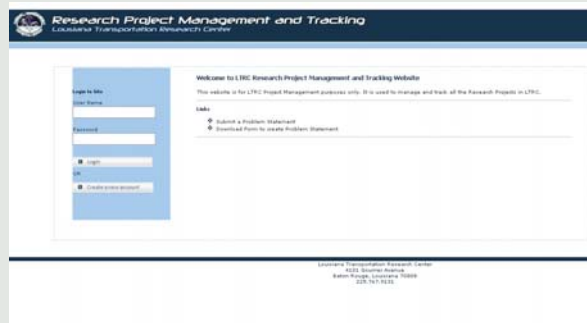 Research Project Management and Tracking
Lousiana Transportation Research Center
Welcome to LTRC Research Project Management and Tracking Website
Login to Site
This website is for LTRC Project Management purposes only. It is used to manage and track all the Research Projects in LTRC.
User Name
Links
Submit a Problem Statement
Download Form to create Problem Statement
Password
Login
OR
Create a new account
Louisiana Transportation Research Center
4101 Gourrier Avenue
Baton Rouge, Louisiana 70808
225.767.9131